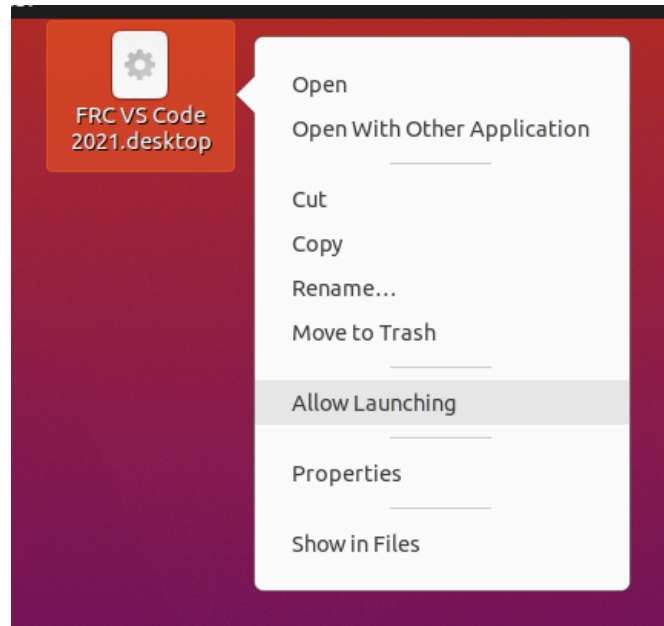 FRC VS Code
2021.desktop
Open
Open With Other Application
Cut
Copy
Rename...
Move to Trash
Allow Launching
Properties
Show in Files